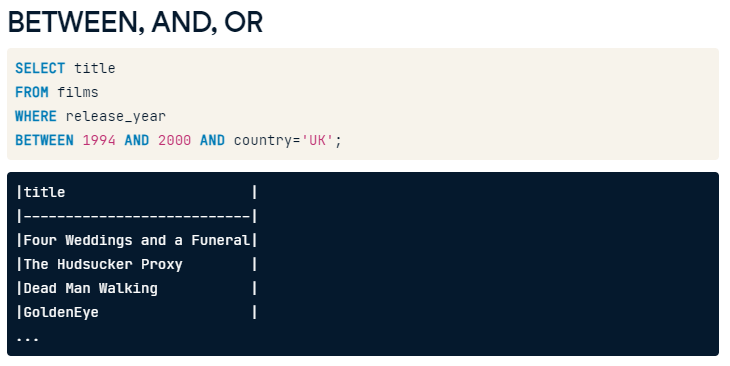 BETWEEN, AND, OR
SELECT title
FROM films
WHERE release_year
BETWEEN 1994 AND 2000 AND country='UK';
|title                      |
|---------------------------|
|Four Weddings and a Funeral|
|The Hudsucker Proxy        |
|Dead Man Walking           |
|GoldenEye                  |
...